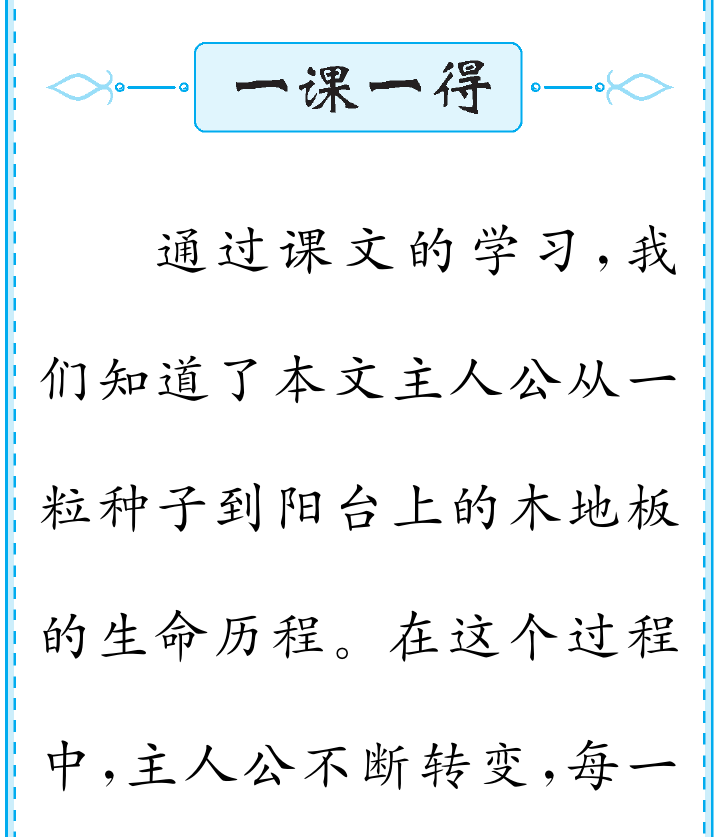 一课一得
通过课文的学习，我
们知道了本文主人公从一
粒种子到阳台上的木地板
的生命历程。在这个过程
中，主人公不断转变，每一